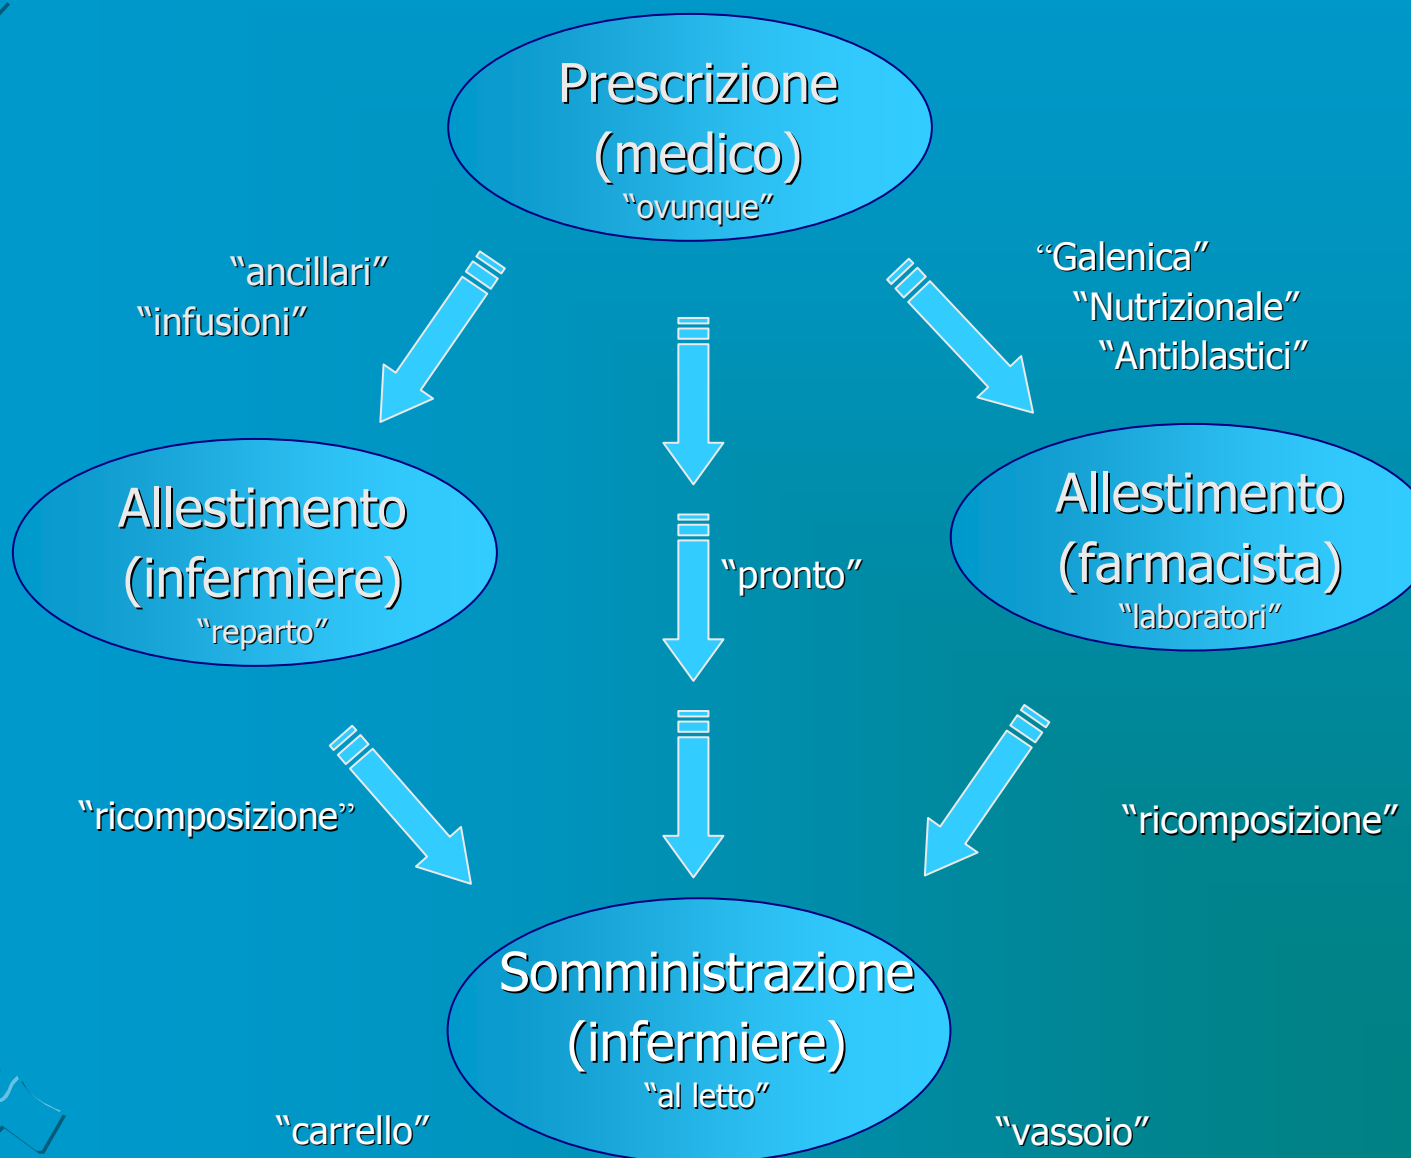 Prescrizione
(medico)
“ovunque”
“ancillari”
“infusioni”
“Galenica”
“Nutrizionale”
“Antiblastici”
Allestimento
(infermiere)
“reparto”
“pronto”
Allestimento
(farmacista)
“laboratori”
“ricomposizione”
“ricomposizione”
Somministrazione
(infermiere)
“al letto”
“carrello”
“vassoio”